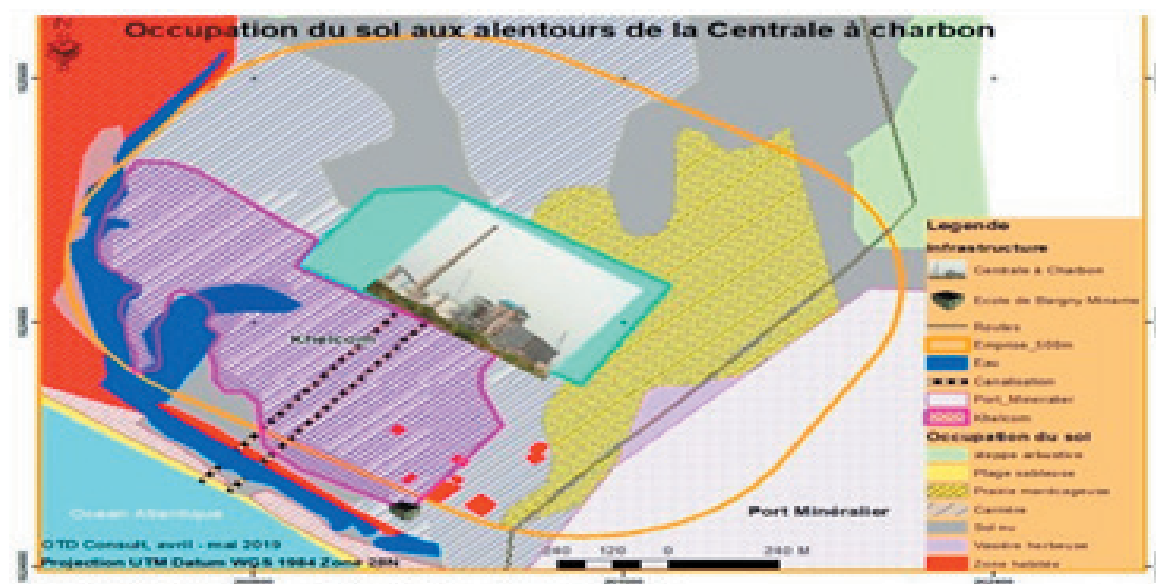 Occupation du sol aux alentours de la Centrale à charbon
Khelcom
Océan Atlantique
Port Minéralier
OTD Consult, avril - mai 2019
Projection UTM Datum WGS 1984 Zone 28N
240 120 0 240 M
Legende
Infrastructure
Centrale à Charbon
Ecole de Bargny Miname
Routes
Emprise_500m
Eau
Canalisation
Port_Mineralier
Khelcom
Occupation du sol
steppe arbustive
Plage sableuse
Prairie marécageuse
Carrière
Sol nu
Vasière herbeuse
Zone habitée